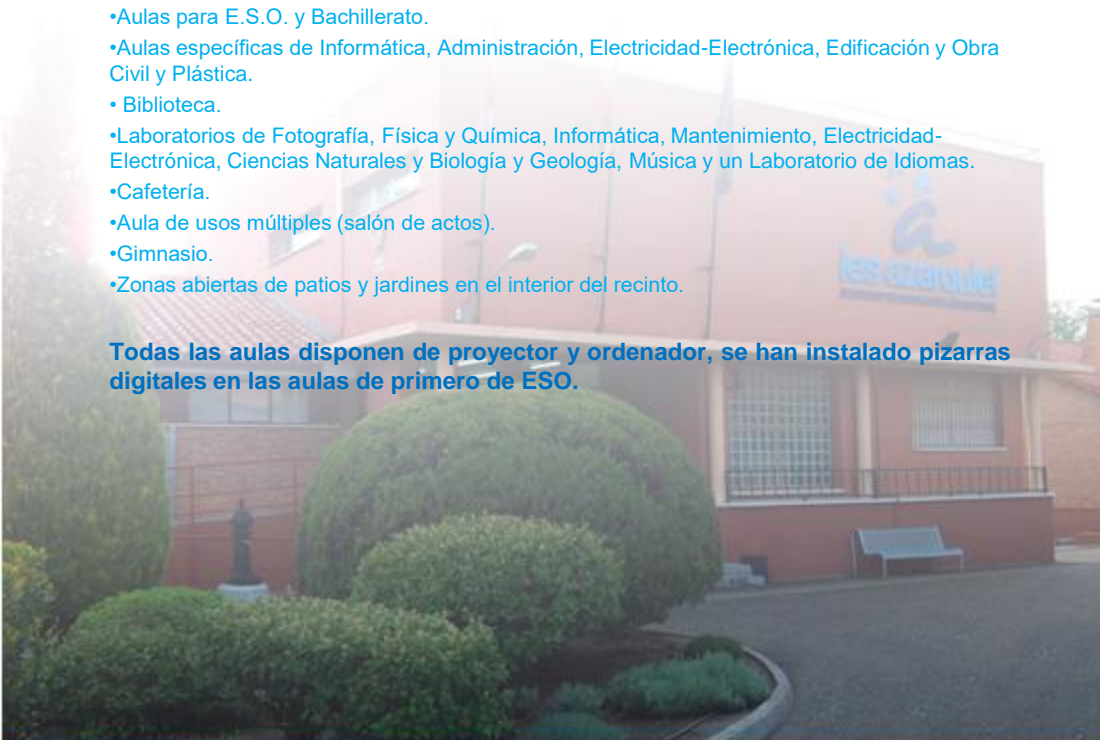 •Aulas para E.S.O. y Bachillerato.
•Aulas específicas de Informática, Administración, Electricidad-Electrónica, Edificación y Obra
Civil y Plástica.
• Biblioteca.
•Laboratorios de Fotografía, Física y Química, Informática, Mantenimiento, Electricidad-
Electrónica, Ciencias Naturales y Biología y Geología, Música y un Laboratorio de Idiomas.
•Cafetería.
•Aula de usos múltiples (salón de actos).
•Gimnasio.
•Zonas abiertas de patios y jardines en el interior del recinto.
a
ies azarquiel
Todas las aulas disponen de proyector y ordenador, se han instalado pizarras
digitales en las aulas de primero de ESO.